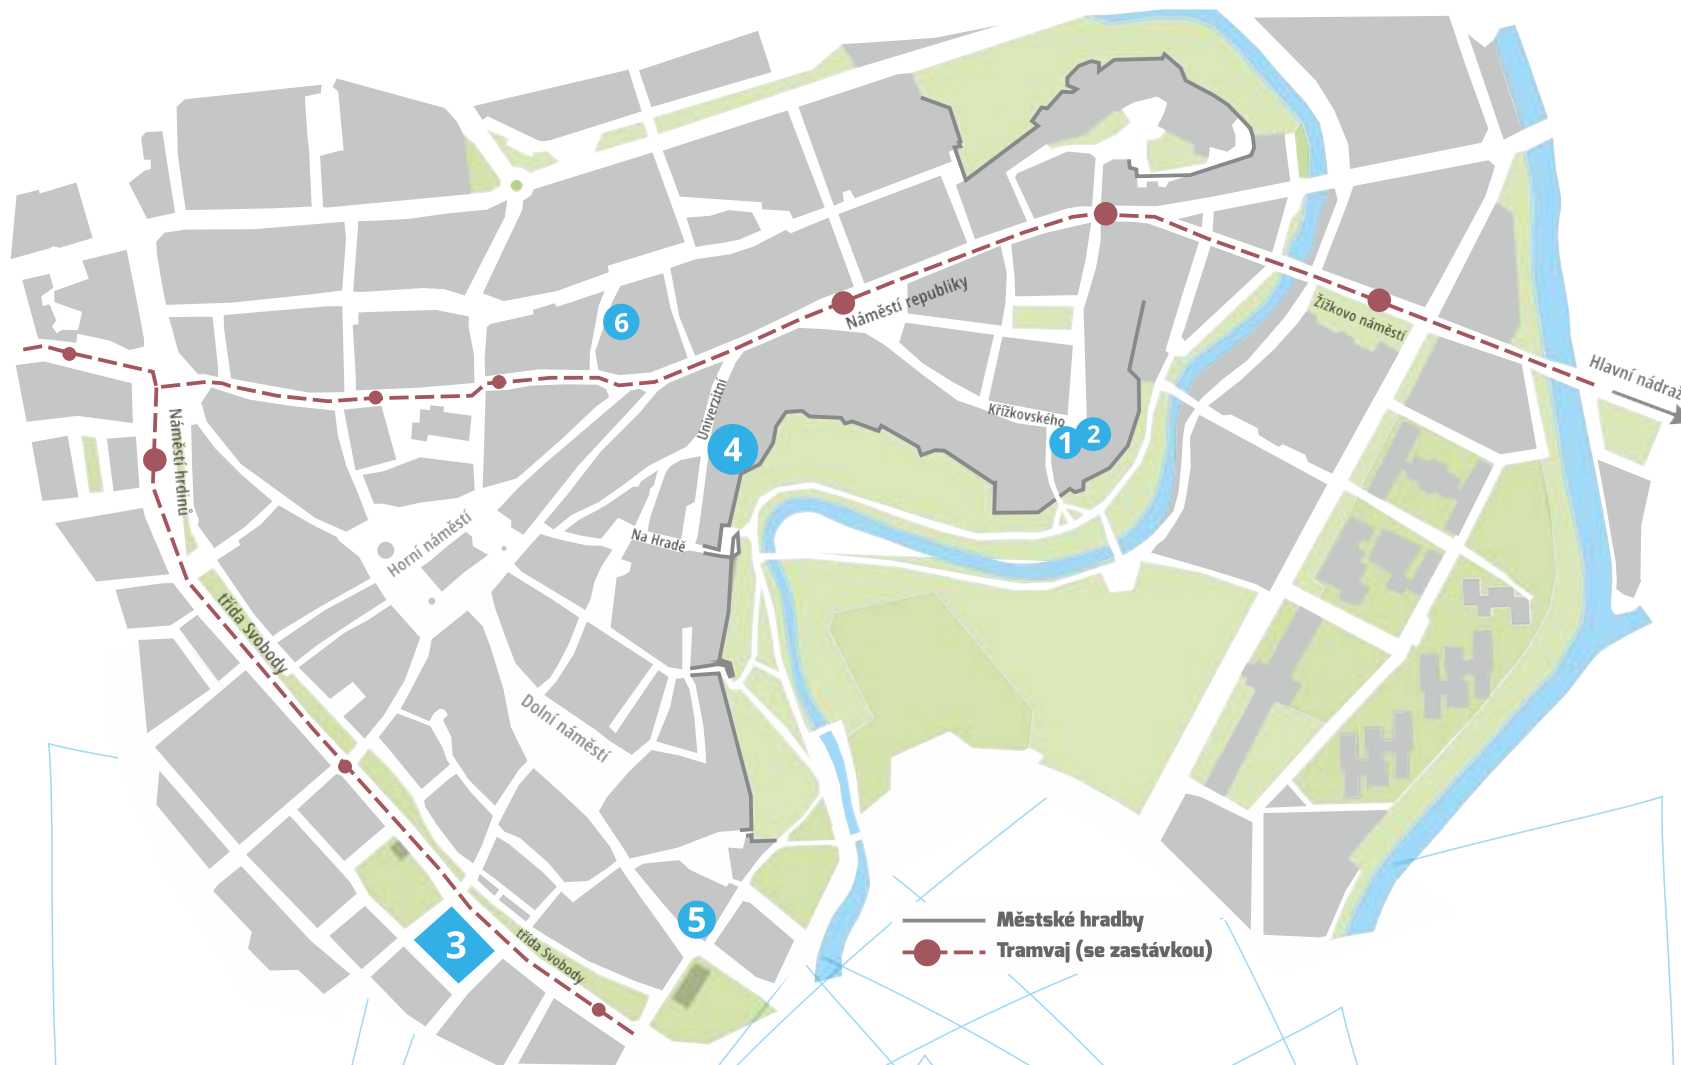 6
Náměstí republiky
Žižkovo náměstí
Hlavní nádraž
Univerzitní
Křížkovského
1
2
4
Náměstí hrdinů
Horní náměstí
Na Hradě
třída Svobody
Dolní náměstí
5
3
třída Svobody
Městské hradby
Tramvaj (se zastávkou)